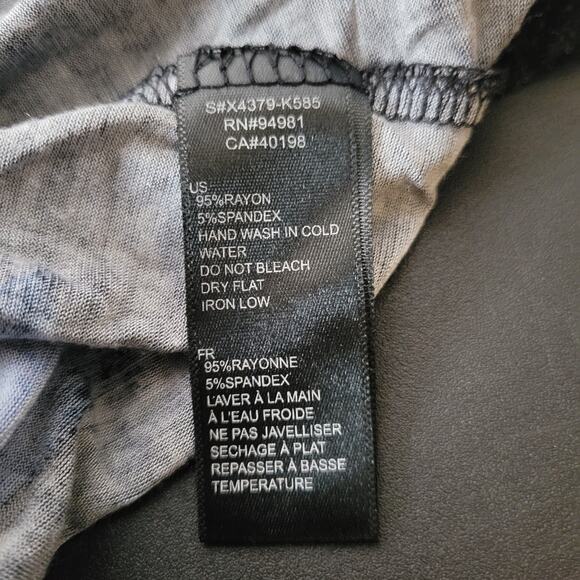 S#X4379-K585
RN#94981
CA#40198
US
95%RAYON
5%SPANDEX
HAND WASH IN COLD
WATER
DO NOT BLEACH
DRY FLAT
IRON LOW
FR
95%RAYONNE
5%SPANDEX
L'AVER À LA MAIN
À L'EAU FROIDE
NE PAS JAVELLISER
SECHAGE À PLAT
REPASSER À BASSE
TEMPERATURE